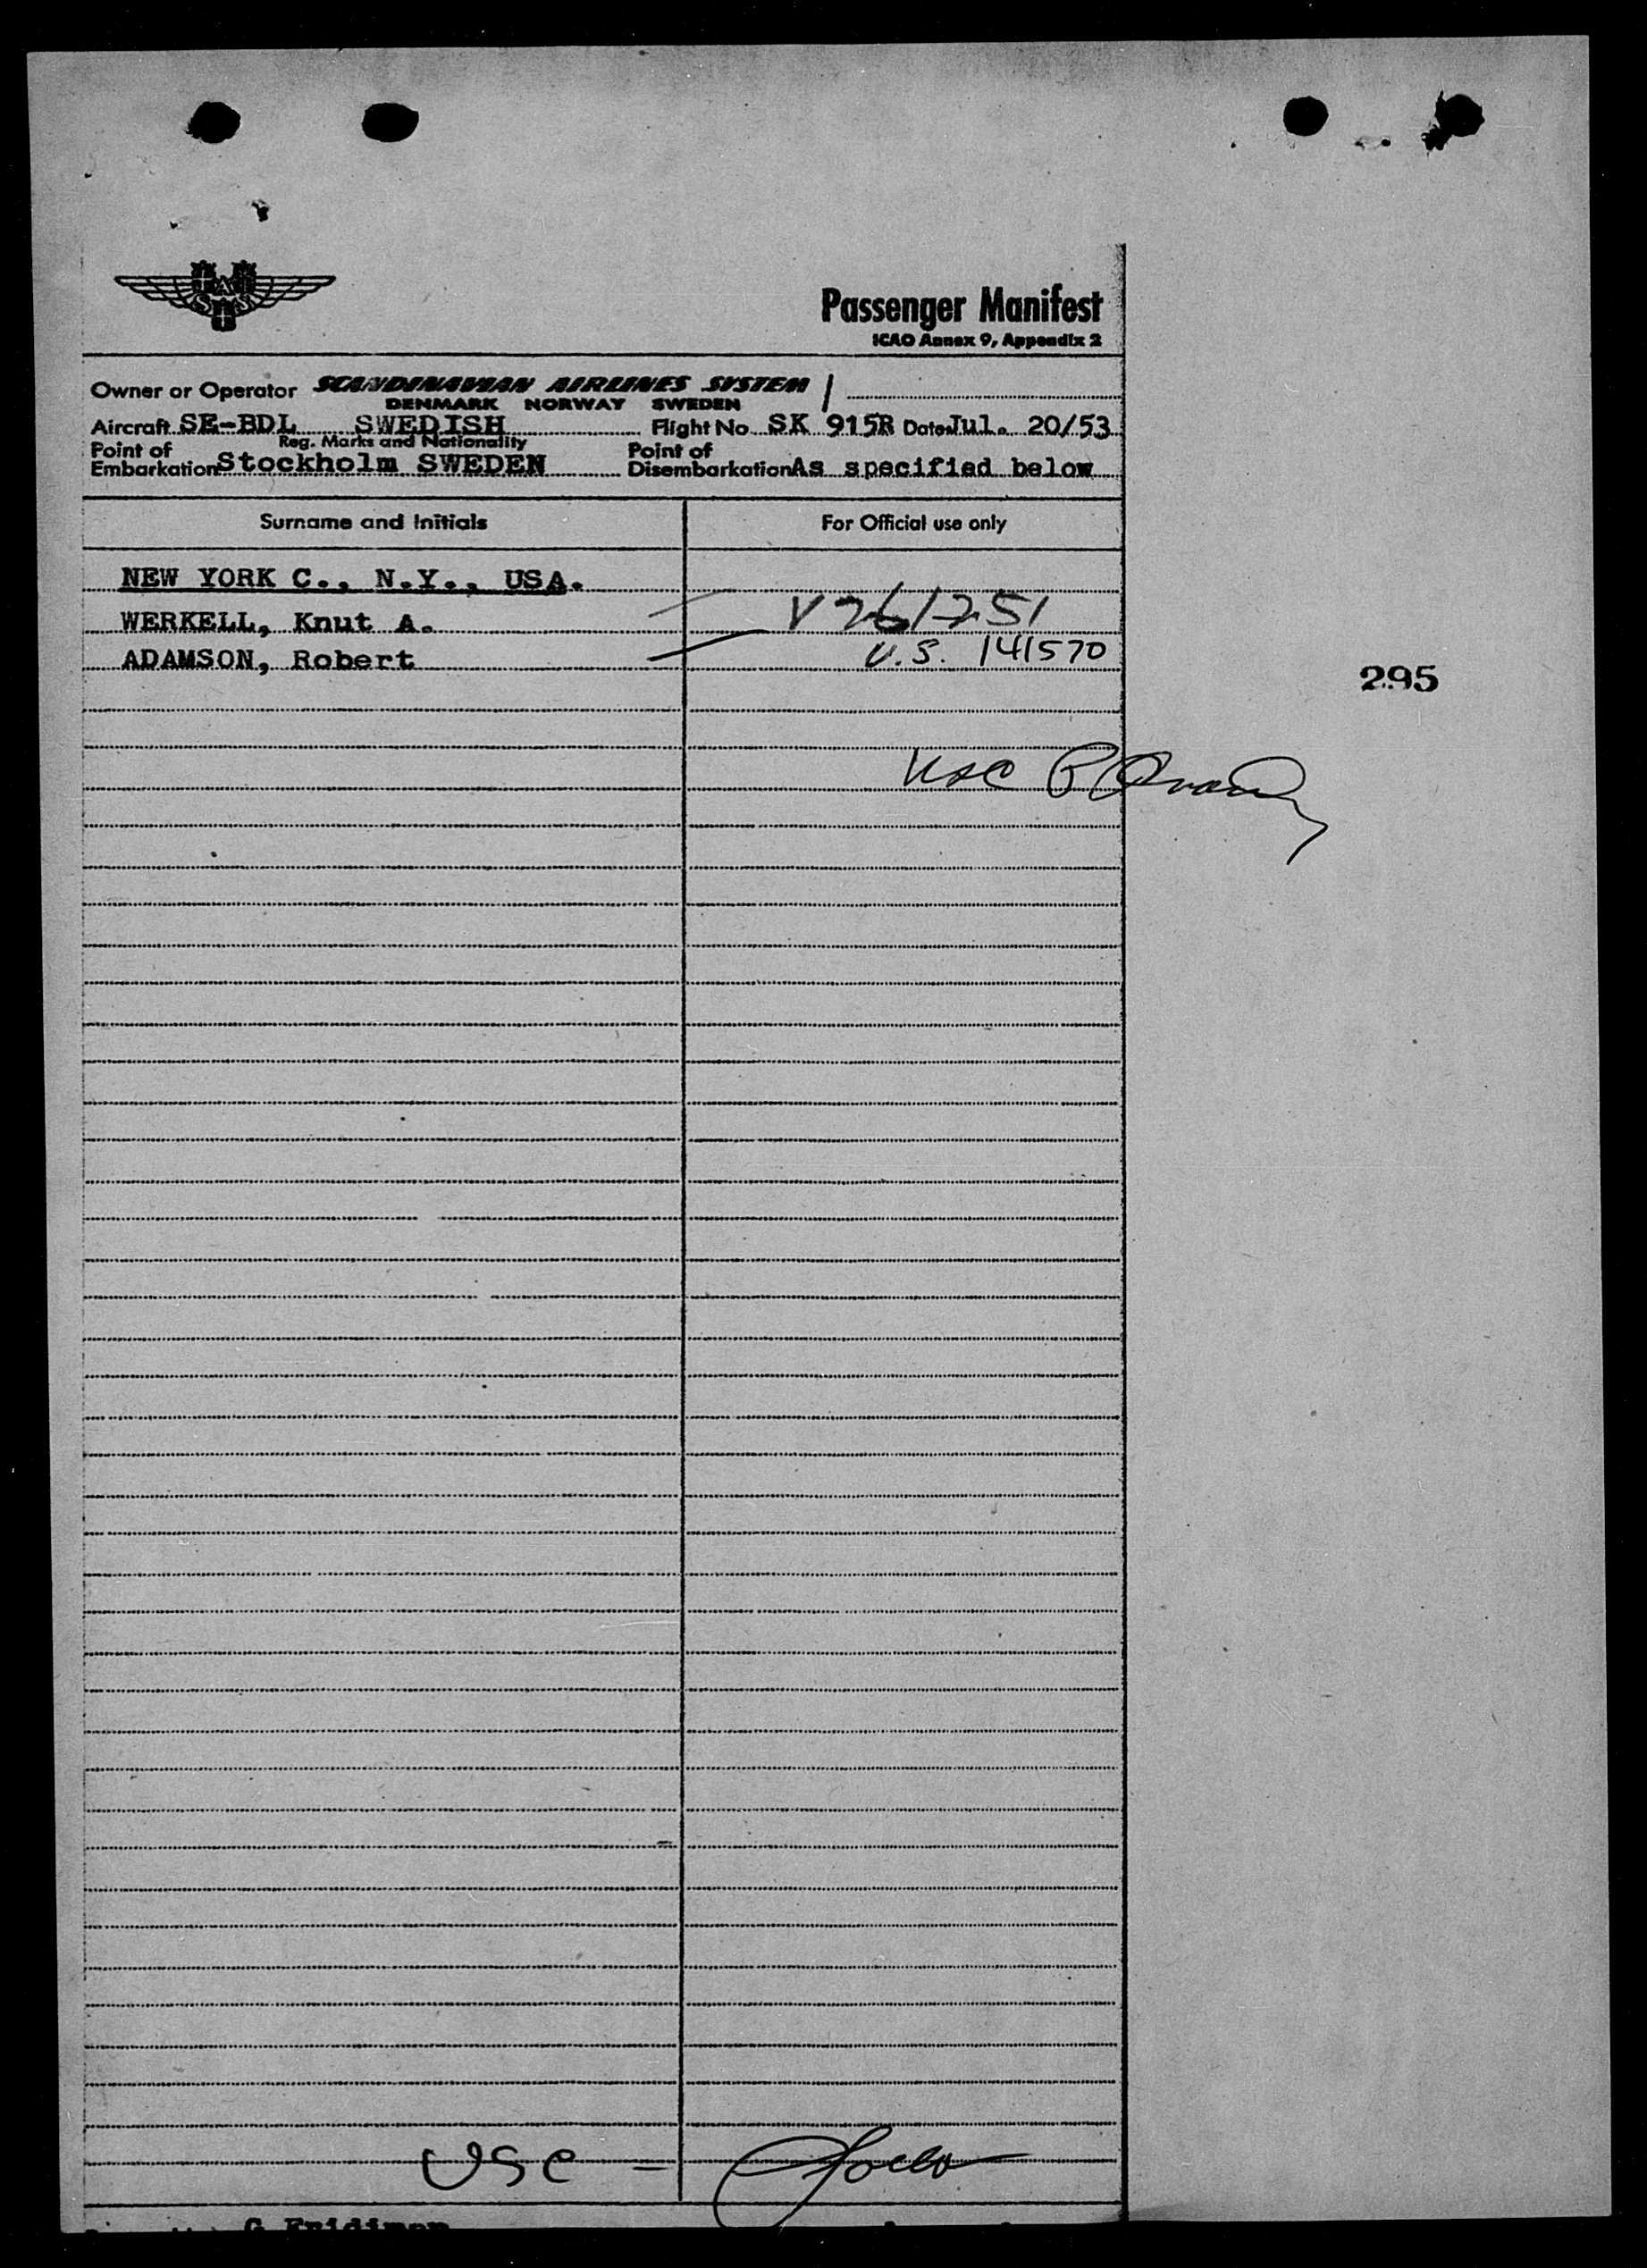 SAS
Passenger Manifest
ICAO Annex 9, Appendix 2
Owner or Operator SCANDINAVIAN AIRLINES SYSTEM
DENMARK NORWAY SWEDEN
Aircraft SE-BDL SWEDISH Flight No SK 915R Date Jul. 20/53
Reg. Marks and Nationality
Point of Embarkation Stockholm SWEDEN Point of Disembarkation As specified below
Surname and Initials For Official use only
NEW YORK C., N.Y., USA.
WERKELL, Knut A. V261251
ADAMSON, Robert U.S. 141570
295
USC
USC -